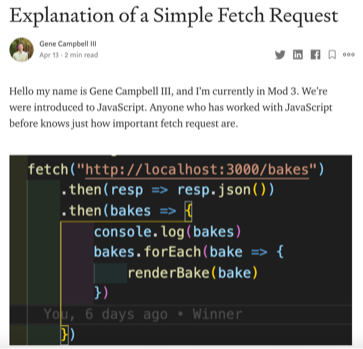 Explanation of a Simple Fetch Request
Gene Campbell III
Apr 13 · 2 min read
Hello my name is Gene Campbell III, and I'm currently in Mod 3. We're
were introduced to JavaScript. Anyone who has worked with JavaScript
before knows just how important fetch request are.
fetch("http://localhost:3000/bakes")
.then(resp => resp.json())
.then(bakes => {
console.log(bakes)
bakes.forEach(bake => {
renderBake(bake)
})
You, 6 days ago • Winner
})